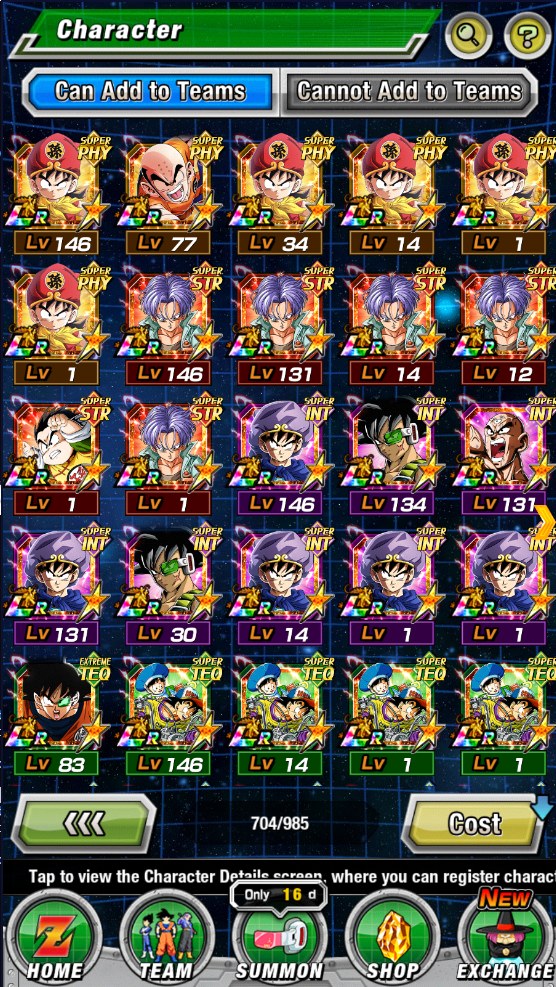 Character
?
Can Add to Teams Cannot Add to Teams
SUPER PHY SUPER PHY SUPER PHY SUPER PHY SUPER PHY
LR LR LR LR LR
Lv 146 Lv 77 Lv 34 Lv 14 Lv 1
SUPER PHY SUPER STR SUPER STR SUPER STR SUPER STR
LR LR LR LR LR
Lv 1 Lv 146 Lv 131 Lv 14 Lv 12
SUPER STR SUPER STR SUPER INT SUPER INT SUPER INT
LR LR LR LR LR
Lv 1 Lv 1 Lv 146 Lv 134 Lv 131
SUPER INT SUPER INT SUPER INT SUPER INT SUPER INT
LR LR LR LR LR
Lv 131 Lv 30 Lv 14 Lv 1 Lv 1
EXTREME TEQ SUPER TEQ SUPER TEQ SUPER TEQ SUPER TEQ
LR LR LR LR LR
Lv 83 Lv 146 Lv 14 Lv 1 Lv 1
704/985 Cost
Tap to view the Character Details screen, where you can register charact
Only 16 d New
HOME TEAM SUMMON SHOP EXCHANGE